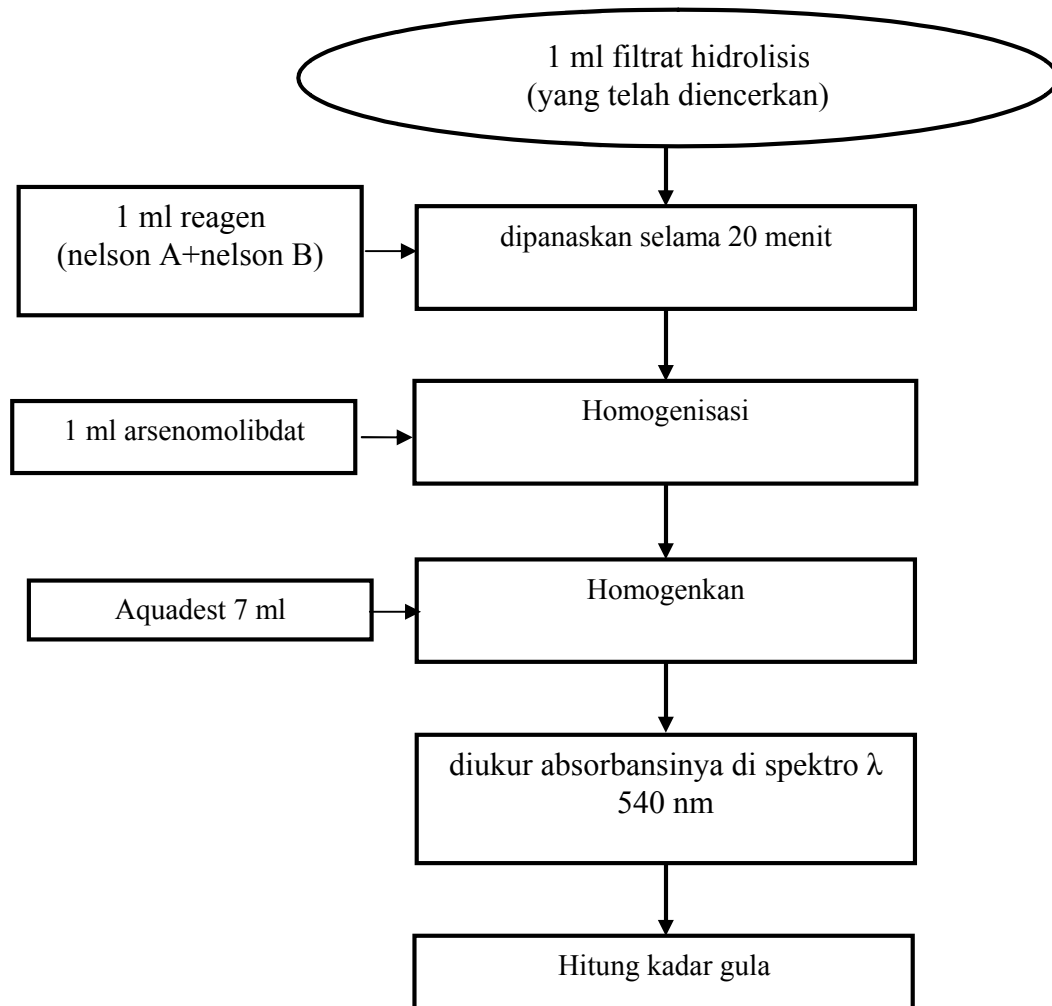 1 ml filtrat hidrolisis
(yang telah diencerkan)
1 ml reagen
(nelson A+nelson B)
dipanaskan selama 20 menit
1 ml arsenomolibdat
Homogenisasi
Aquadest 7 ml
Homogenkan
diukur absorbansinya di spektro λ
540 nm
Hitung kadar gula